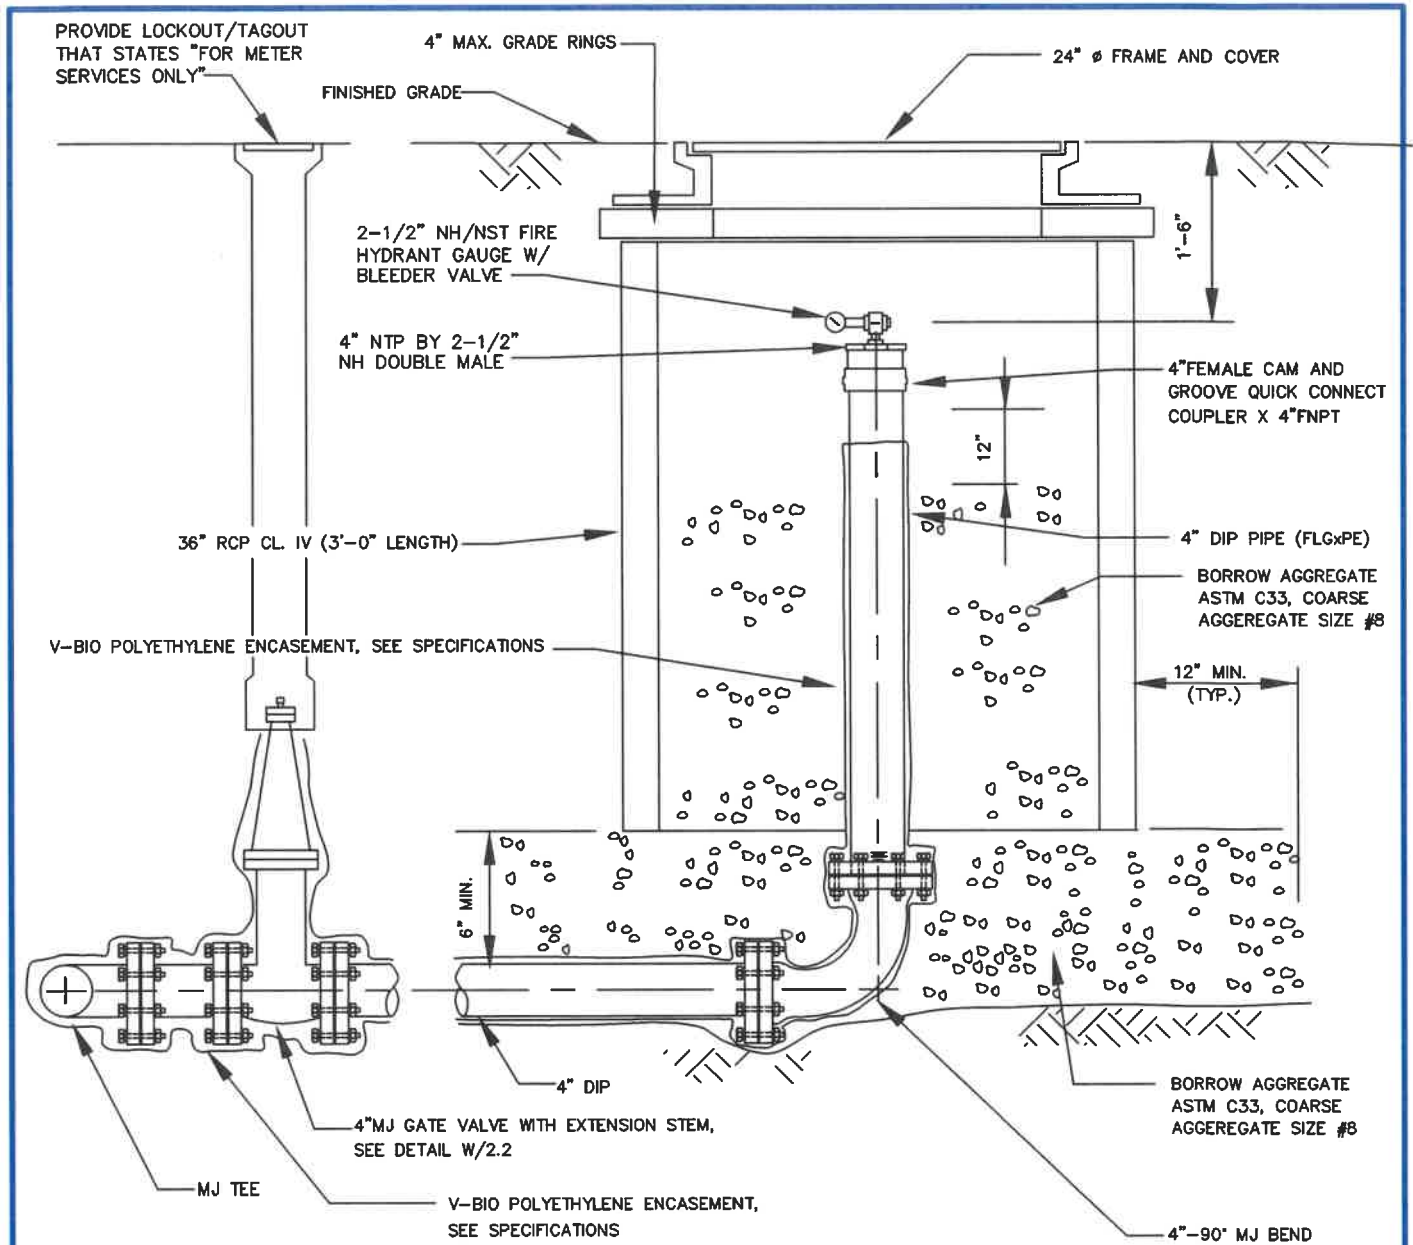 PROVIDE LOCKOUT/TAGOUT
THAT STATES "FOR METER
SERVICES ONLY"
4" MAX. GRADE RINGS
24" ø FRAME AND COVER
FINISHED GRADE
2-1/2" NH/NST FIRE
HYDRANT GAUGE W/
BLEEDER VALVE
1'-6"
4" NTP BY 2-1/2"
NH DOUBLE MALE
4"FEMALE CAM AND
GROOVE QUICK CONNECT
COUPLER X 4"FNPT
12"
36" RCP CL. IV (3'-0" LENGTH)
4" DIP PIPE (FLGxPE)
BORROW AGGREGATE
ASTM C33, COARSE
AGGEREGATE SIZE #8
V-BIO POLYETHYLENE ENCASEMENT, SEE SPECIFICATIONS
12" MIN.
(TYP.)
6" MIN.
4" DIP
BORROW AGGREGATE
ASTM C33, COARSE
AGGEREGATE SIZE #8
4"MJ GATE VALVE WITH EXTENSION STEM,
SEE DETAIL W/2.2
MJ TEE
V-BIO POLYETHYLENE ENCASEMENT,
SEE SPECIFICATIONS
4"-90° MJ BEND